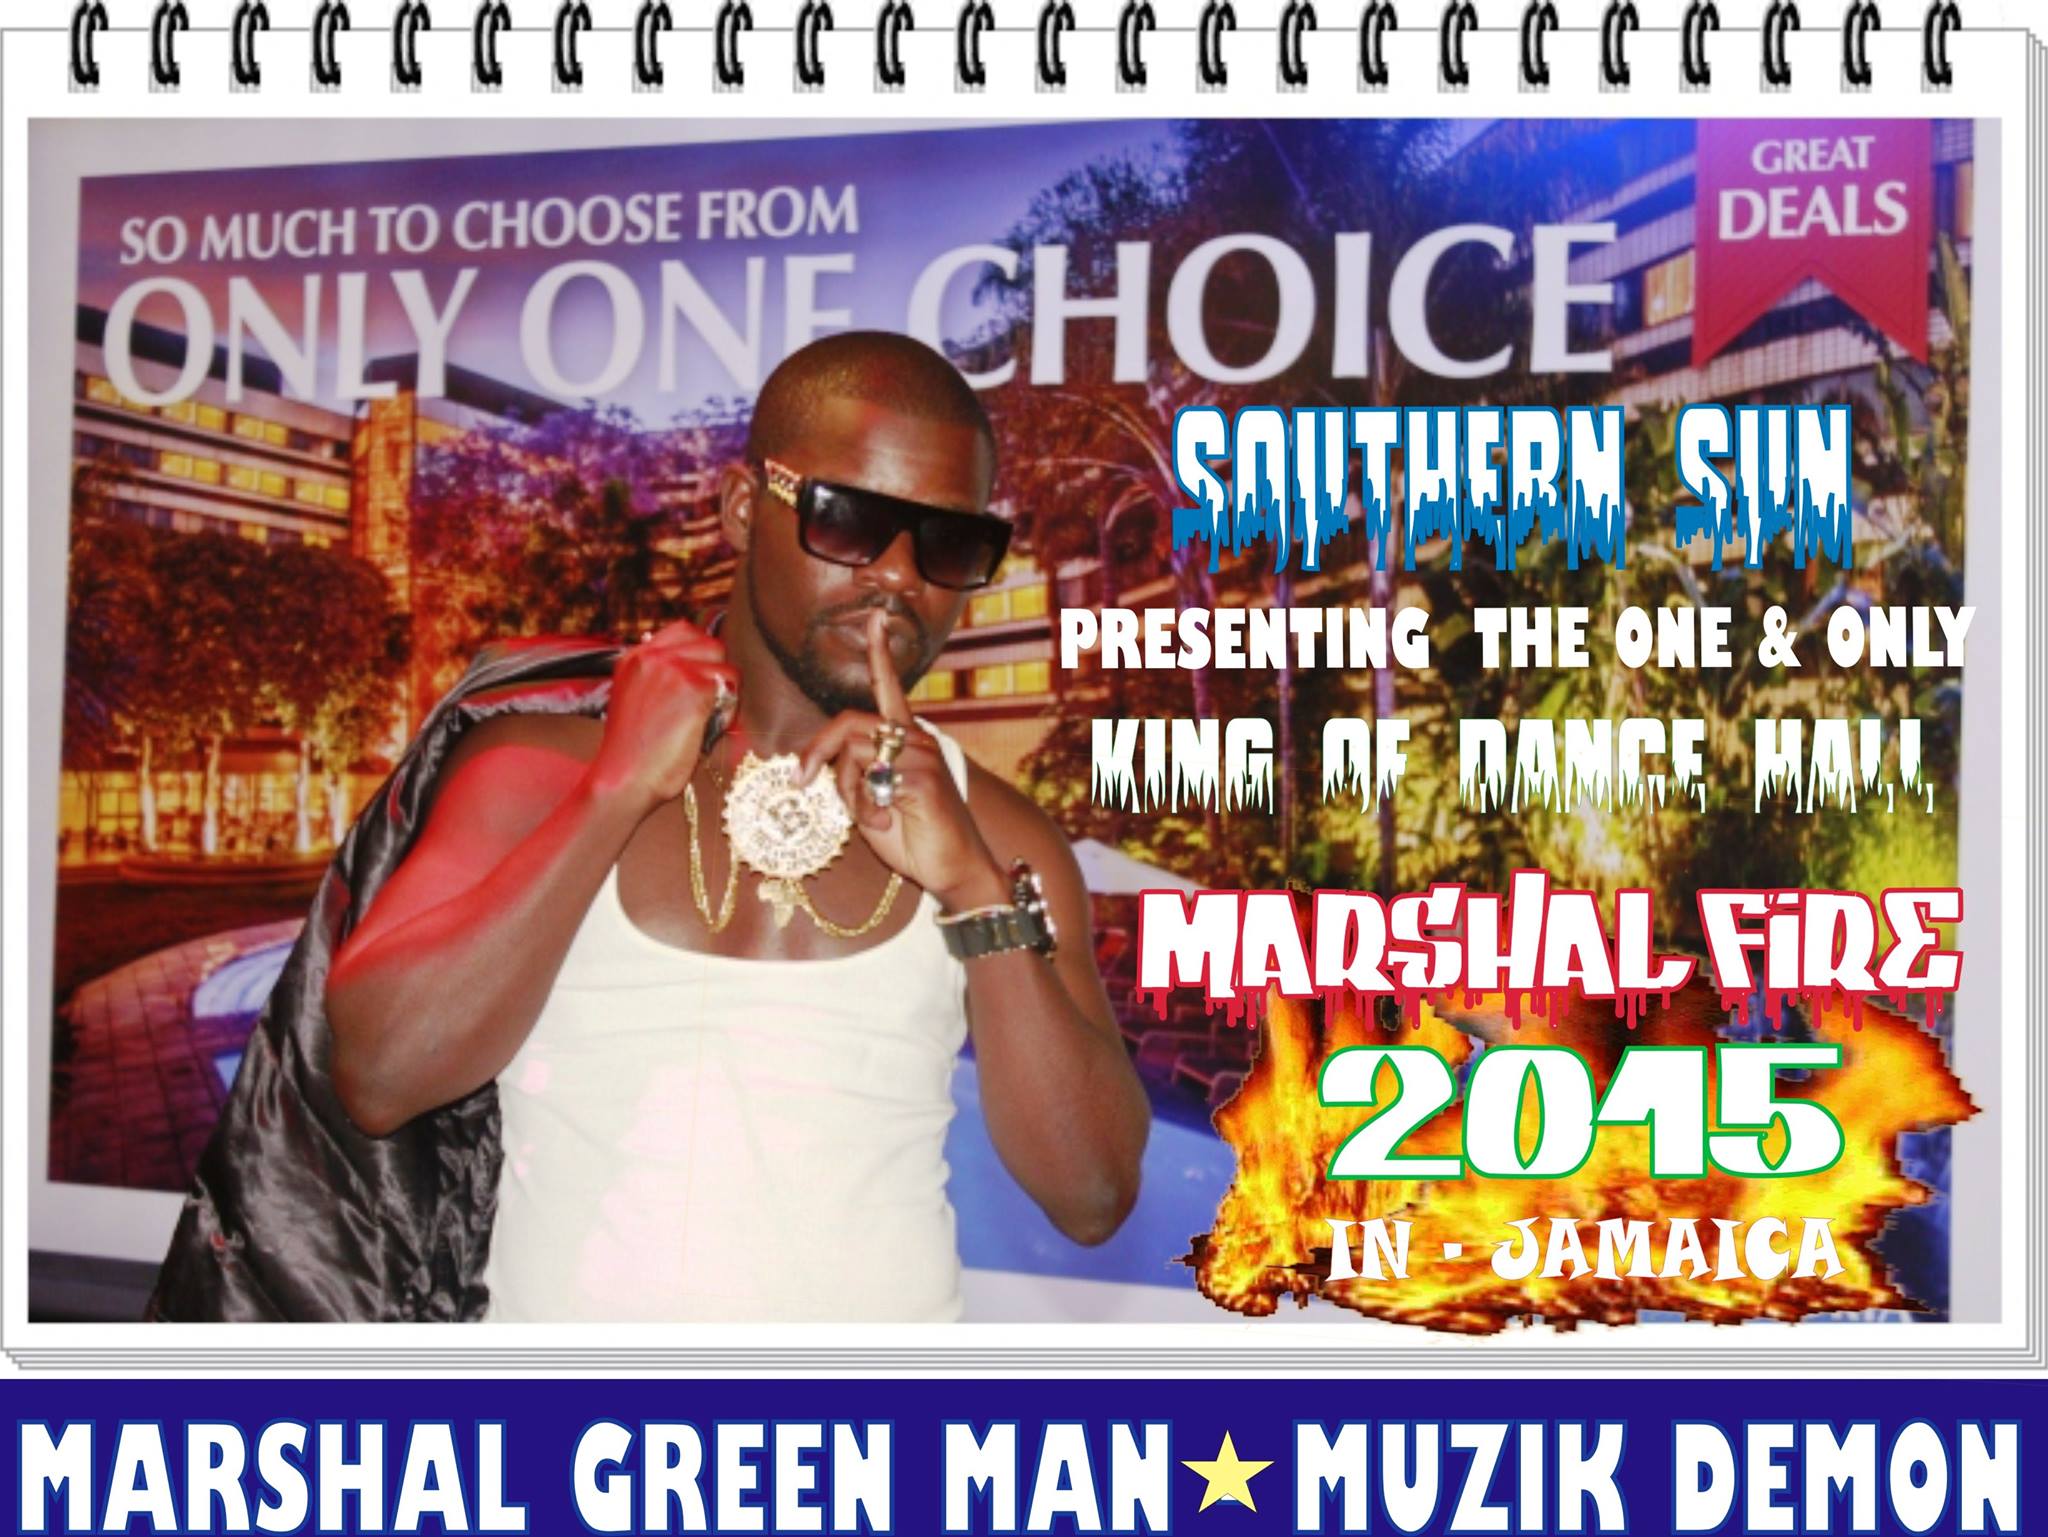 SO MUCH TO CHOOSE FROM
ONLY ONE CHOICE
GREAT
DEALS
SOUTHERN SUN
PRESENTING THE ONE & ONLY
KING OF DANCE HALL
MARSHAL FIRE
2015
IN - JAMAICA
MARSHAL GREEN MAN MUZIK DEMON